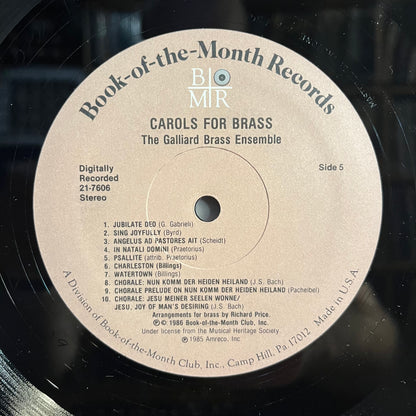 Book-of-the-Month Records
BO
MR
CAROLS FOR BRASS
The Galliard Brass Ensemble
Digitally
Recorded
21-7606
Stereo
Side 5
1. JUBILATE DEO (G. Gabrieli)
2. SING JOYFULLY (Byrd)
3. ANGELUS AD PASTORES AIT (Scheidt)
4. IN NATALI DOMINI (Praetorius)
5. PSALLITE (attrib. Praetorius)
6. CHARLESTON (Billings)
7. WATERTOWN (Billings)
8. CHORALE: NUN KOMM DER HEIDEN HEILAND (J.S. Bach)
9. CHORALE PRELUDE ON NUN KOMM DER HEIDEN HEILAND (Pachelbel)
10. CHORALE: JESU MEINER SEELEN WONNE/
JESU, JOY OF MAN'S DESIRING (J.S. Bach)
Arrangements for brass by Richard Price.
℗ © 1986 Book-of-the-Month Club, Inc.
Under license from the Musical Heritage Society
℗ 1985 Amreco, Inc.
A Division of Book-of-the-Month Club, Inc., Camp Hill, Pa 17012 Made in U.S.A.